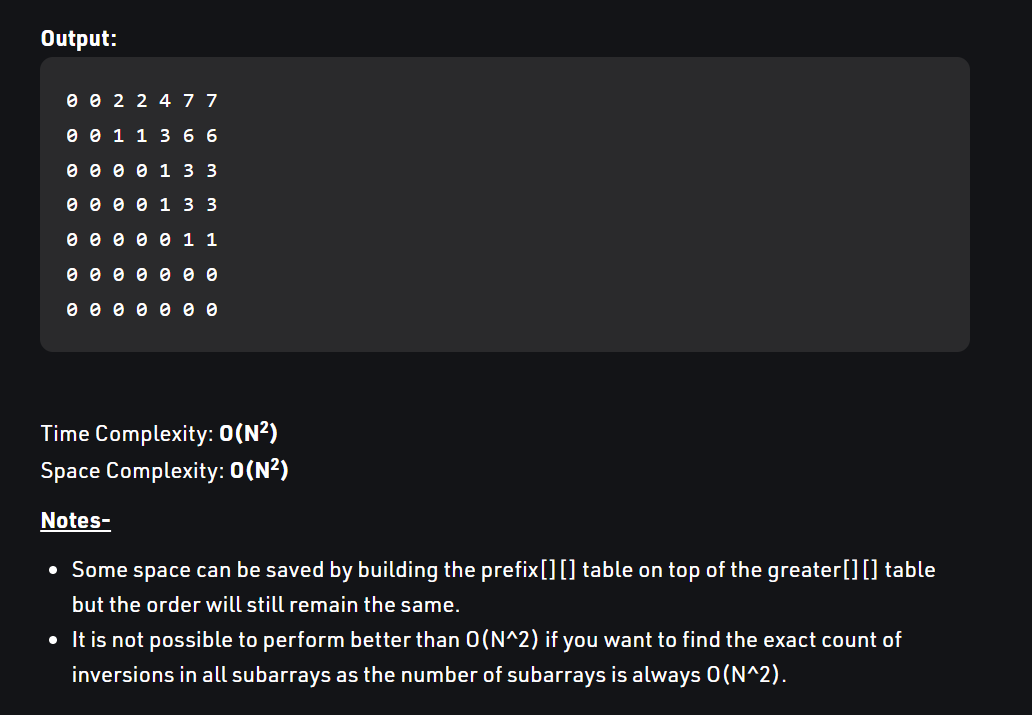 Output:
0 0 2 2 4 7 7
0 0 1 1 3 6 6
0 0 0 0 1 3 3
0 0 0 0 1 3 3
0 0 0 0 0 1 1
0 0 0 0 0 0 0
0 0 0 0 0 0 0
Time Complexity: O(N²)
Space Complexity: O(N²)
Notes-
• Some space can be saved by building the prefix[][] table on top of the greater[][] table
but the order will still remain the same.
• It is not possible to perform better than O(N^2) if you want to find the exact count of
inversions in all subarrays as the number of subarrays is always O(N^2).